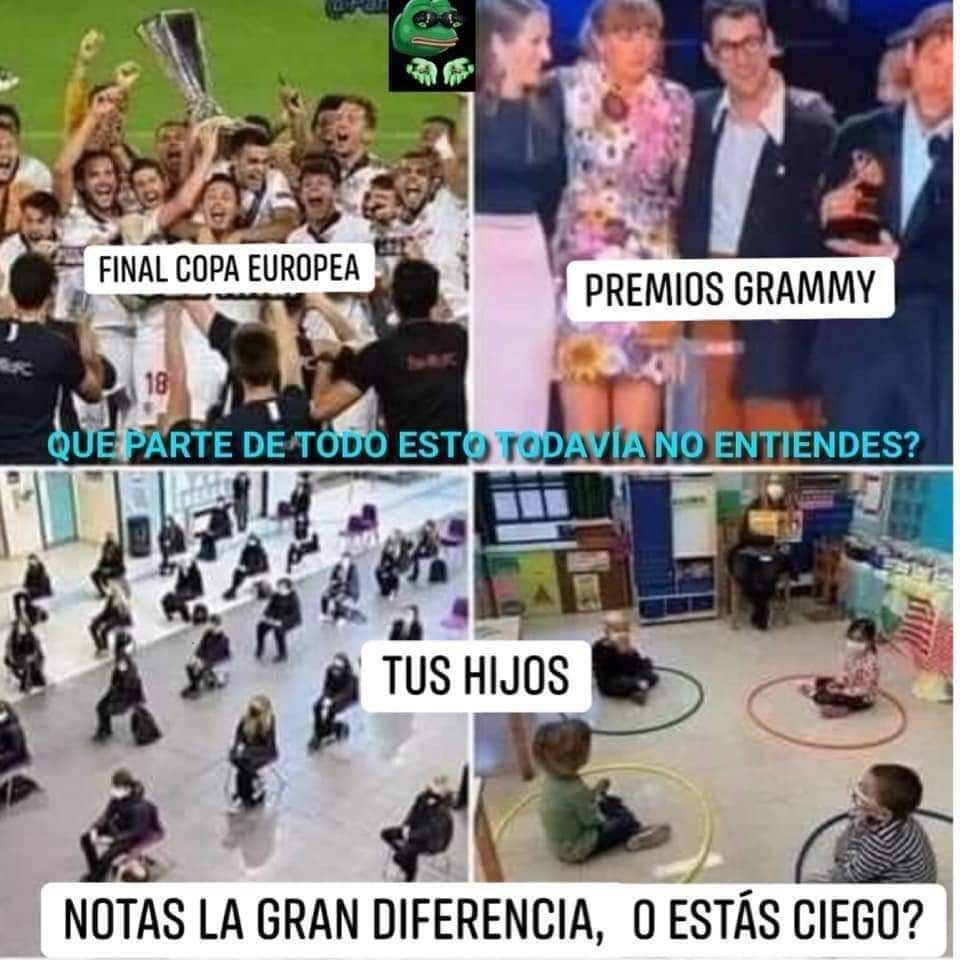 FINAL COPA EUROPEA
PREMIOS GRAMMY
18
QUE PARTE DE TODO ESTO TODAVÍA NO ENTIENDES?
TUS HIJOS
NOTAS LA GRAN DIFERENCIA, O ESTÁS CIEGO?